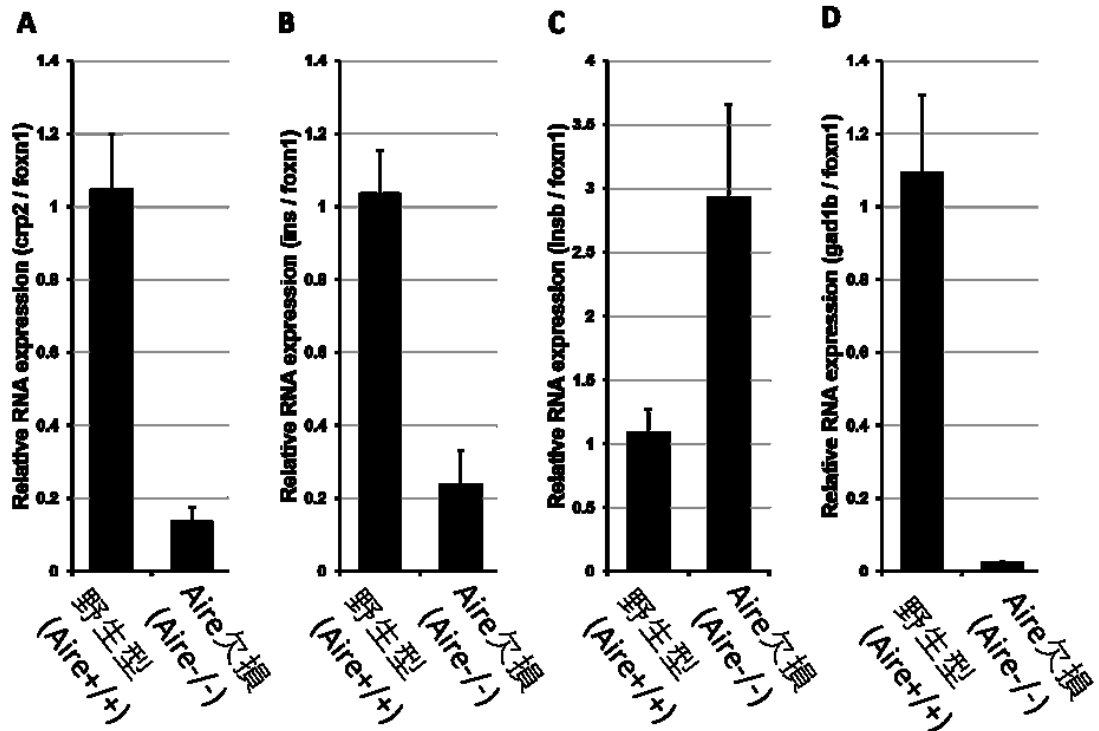 A
Relative RNA expression (crp2 / foxn1)
1.4
1.2
1
0.8
0.6
0.4
0.2
0
野生型
(Aire+/+)
Aire欠損
(Aire-/-)
B
Relative RNA expression (ins / foxn1)
1.4
1.2
1
0.8
0.6
0.4
0.2
0
野生型
(Aire+/+)
Aire欠損
(Aire-/-)
C
Relative RNA expression (Insb / foxn1)
4
3.5
3
2.5
2
1.5
1
0.5
0
野生型
(Aire+/+)
Aire欠損
(Aire-/-)
D
Relative RNA expression (gad1b / foxn1)
1.4
1.2
1
0.8
0.6
0.4
0.2
0
野生型
(Aire+/+)
Aire欠損
(Aire-/-)